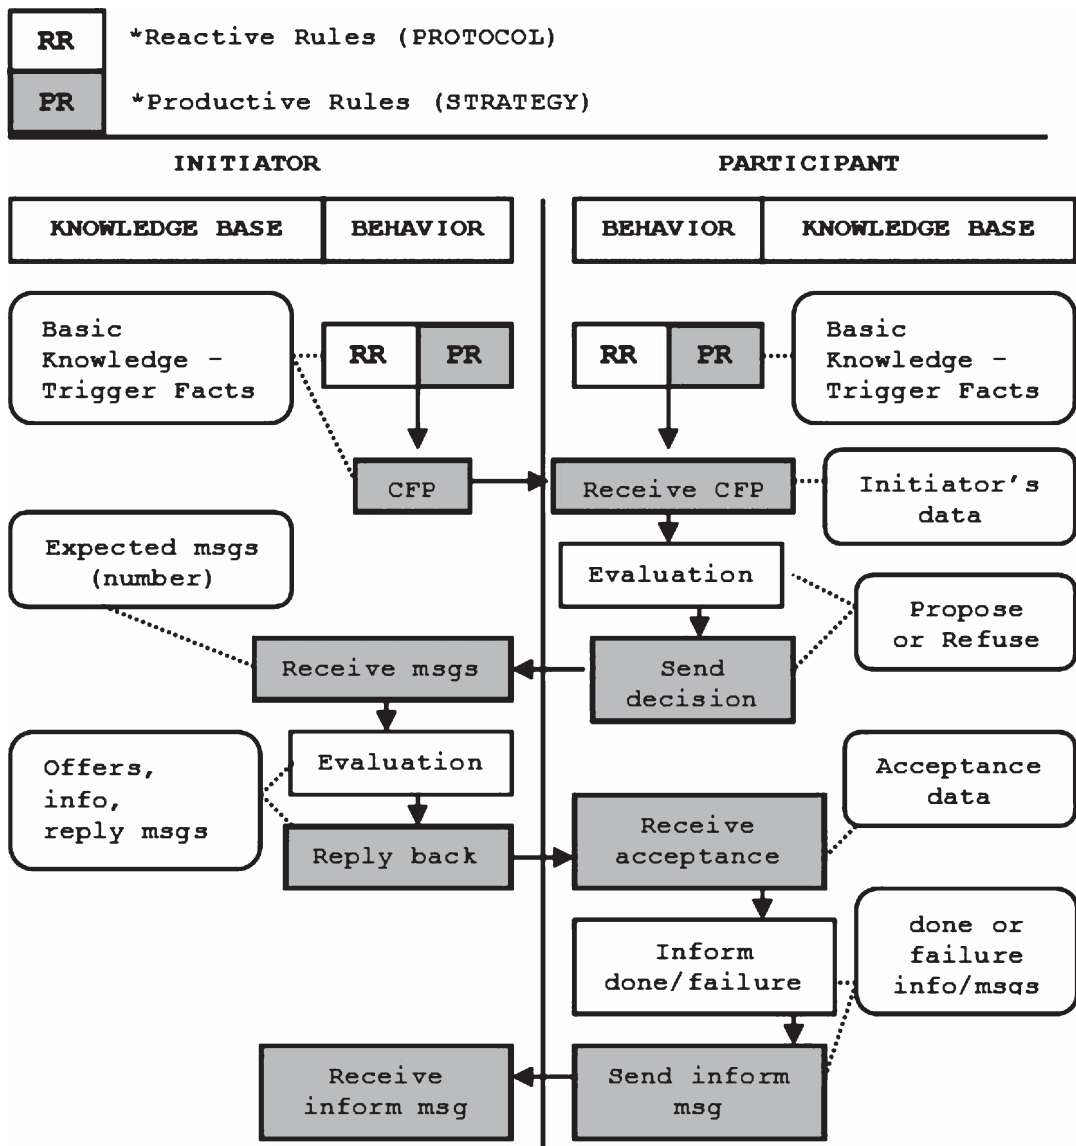 RR *Reactive Rules (PROTOCOL)
PR *Productive Rules (STRATEGY)
INITIATOR
PARTICIPANT
KNOWLEDGE BASE
BEHAVIOR
BEHAVIOR
KNOWLEDGE BASE
Basic
Knowledge –
Trigger Facts
RR
PR
RR
PR
Basic
Knowledge –
Trigger Facts
CFP
Receive CFP
Initiator's
data
Expected msgs
(number)
Evaluation
Propose
or Refuse
Receive msgs
Send
decision
Offers,
info,
reply msgs
Evaluation
Acceptance
data
Reply back
Receive
acceptance
Inform
done/failure
done or
failure
info/msgs
Receive
inform msg
Send inform
msg